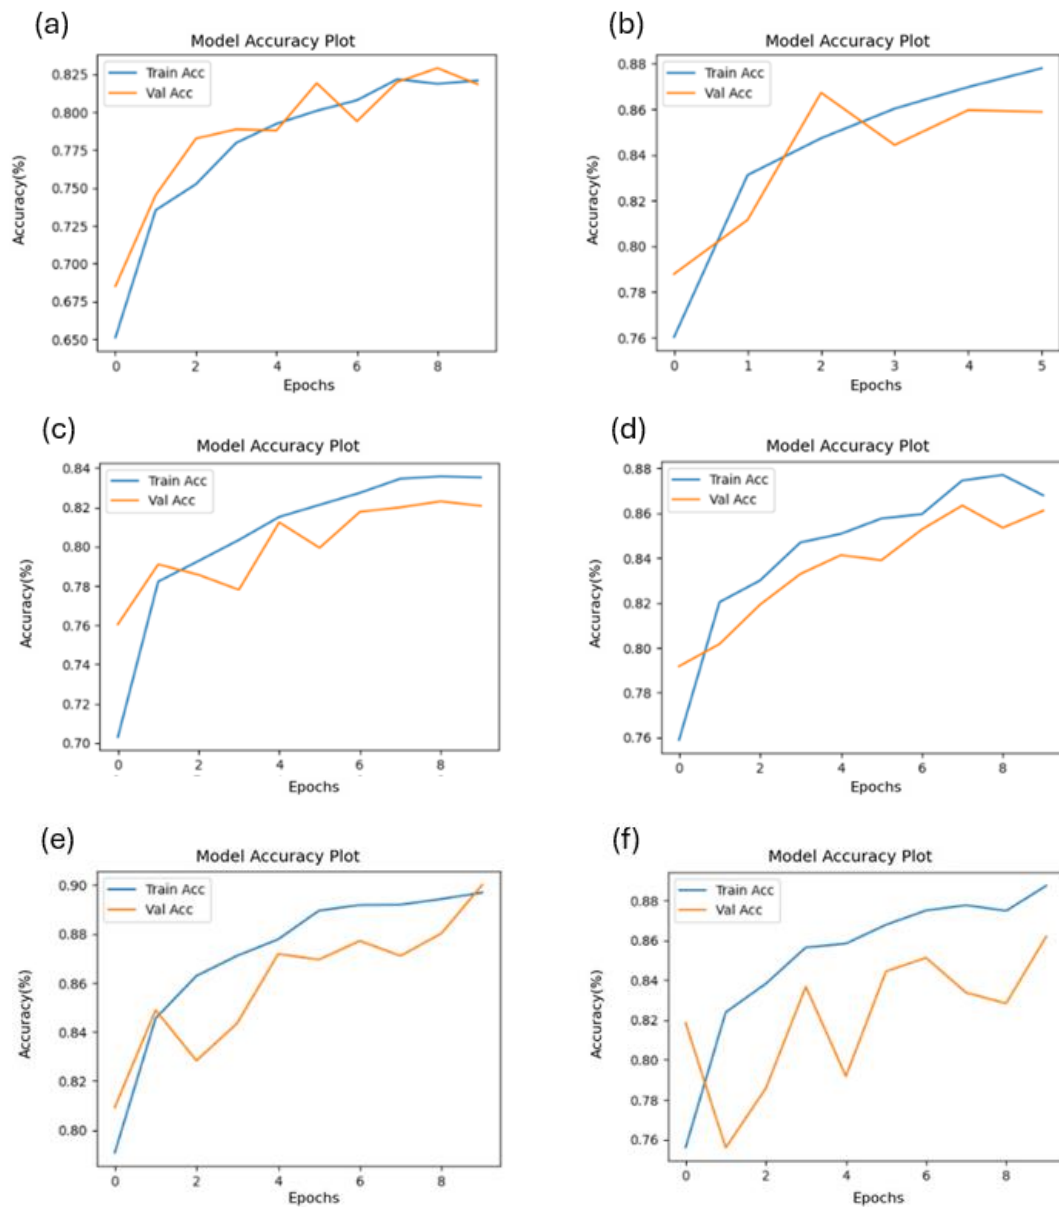 (a)
Model Accuracy Plot
Train Acc
Val Acc
0.825
0.800
0.775
0.750
0.725
0.700
0.675
0.650
Accuracy(%)
0 2 4 6 8
Epochs
(b)
Model Accuracy Plot
Train Acc
Val Acc
0.88
0.86
0.84
0.82
0.80
0.78
0.76
Accuracy(%)
0 1 2 3 4 5
Epochs
(c)
Model Accuracy Plot
Train Acc
Val Acc
0.84
0.82
0.80
0.78
0.76
0.74
0.72
0.70
Accuracy(%)
0 2 4 6 8
Epochs
(d)
Model Accuracy Plot
Train Acc
Val Acc
0.88
0.86
0.84
0.82
0.80
0.78
0.76
Accuracy(%)
0 2 4 6 8
Epochs
(e)
Model Accuracy Plot
Train Acc
Val Acc
0.90
0.88
0.86
0.84
0.82
0.80
Accuracy(%)
0 2 4 6 8
Epochs
(f)
Model Accuracy Plot
Train Acc
Val Acc
0.88
0.86
0.84
0.82
0.80
0.78
0.76
Accuracy(%)
0 2 4 6 8
Epochs